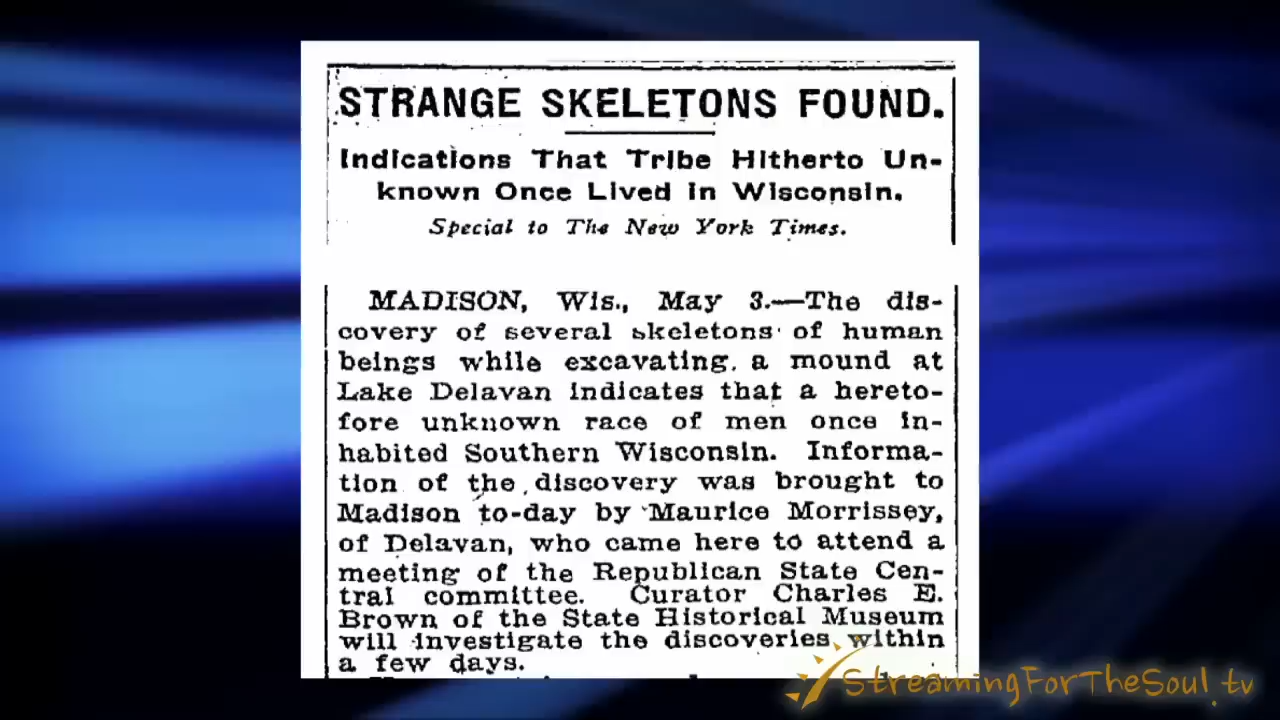 STRANGE SKELETONS FOUND.
Indications That Tribe Hitherto Un-
known Once Lived in Wisconsin.
Special to The New York Times.
MADISON, Wis., May 3.—The dis-
covery of several skeletons of human
beings while excavating a mound at
Lake Delavan indicates that a hereto-
fore unknown race of men once in-
habited Southern Wisconsin. Informa-
tion of the discovery was brought to
Madison to-day by Maurice Morrissey,
of Delavan, who came here to attend a
meeting of the Republican State Cen-
tral committee. Curator Charles E.
Brown of the State Historical Museum
will investigate the discoveries within
a few days.
StreamingForTheSoul.tv